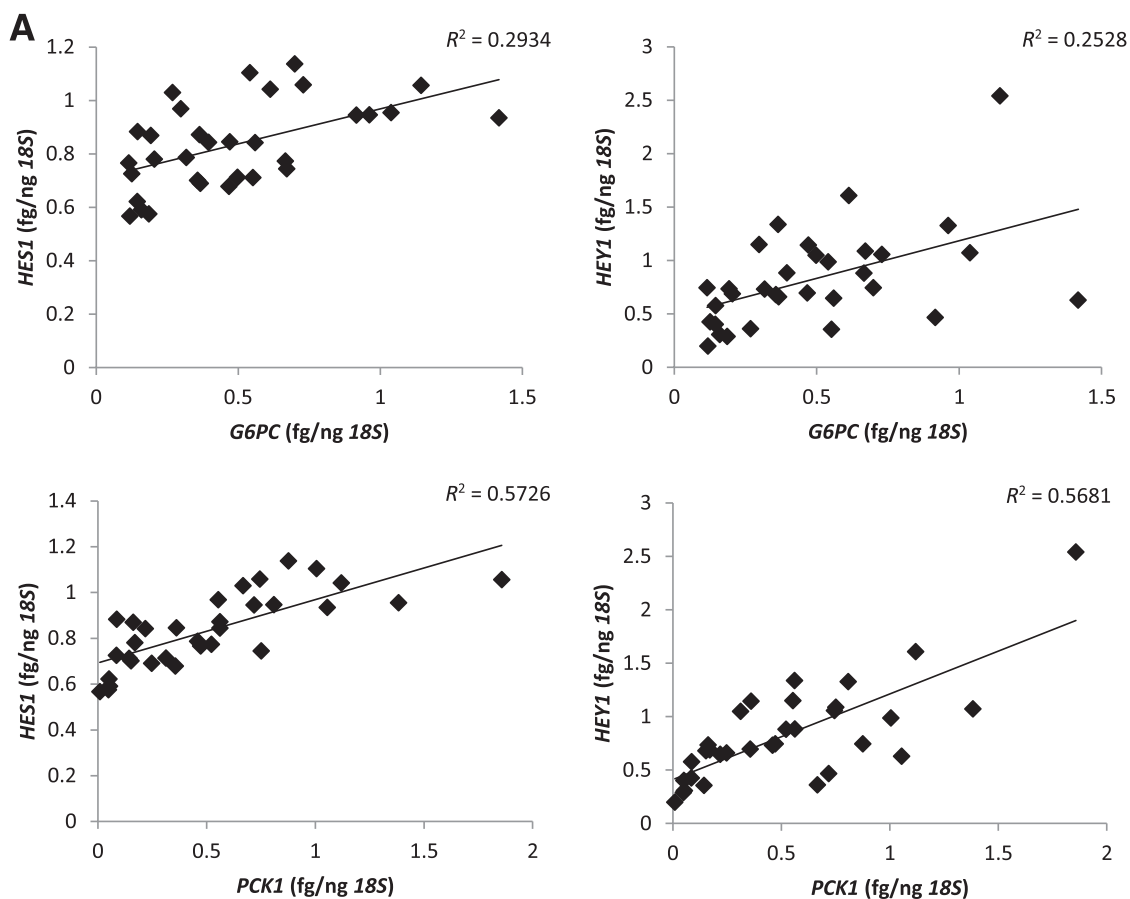 A
R² = 0.2934
1.2
1
0.8
0.6
0.4
0.2
0
HES1 (fg/ng 18S)
0 0.5 1 1.5
G6PC (fg/ng 18S)
R² = 0.2528
3
2.5
2
1.5
1
0.5
0
HEY1 (fg/ng 18S)
0 0.5 1 1.5
G6PC (fg/ng 18S)
R² = 0.5726
1.4
1.2
1
0.8
0.6
0.4
0.2
0
HES1 (fg/ng 18S)
0 0.5 1 1.5 2
PCK1 (fg/ng 18S)
R² = 0.5681
3
2.5
2
1.5
1
0.5
0
HEY1 (fg/ng 18S)
0 0.5 1 1.5 2
PCK1 (fg/ng 18S)